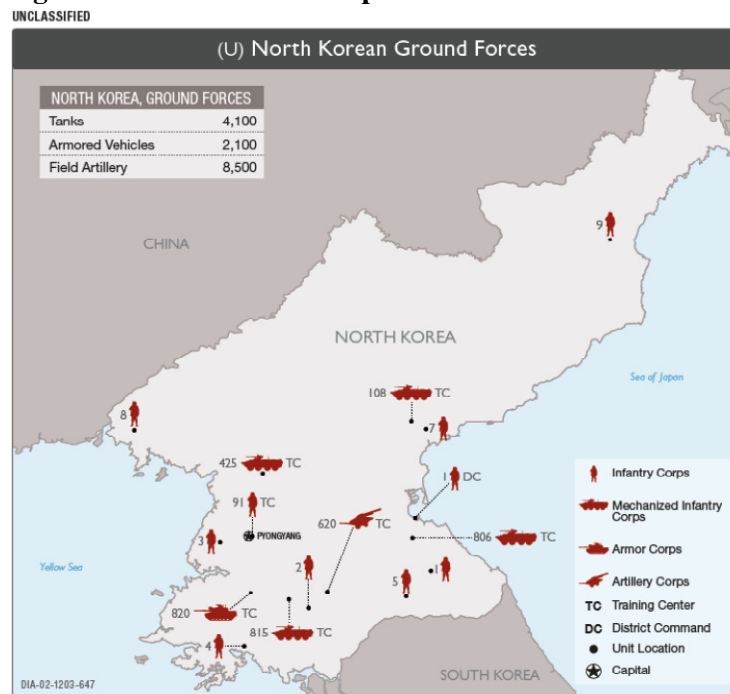 UNCLASSIFIED
(U) North Korean Ground Forces
NORTH KOREA, GROUND FORCES
Tanks 4,100
Armored Vehicles 2,100
Field Artillery 8,500
CHINA
9
NORTH KOREA
Sea of Japan
108 TC
8
7
425 TC
1 DC
91 TC
620 TC
3
PYONGYANG
806 TC
Yellow Sea
2
5
1
820 TC
815 TC
4
SOUTH KOREA
Infantry Corps
Mechanized Infantry
Corps
Armor Corps
Artillery Corps
TC Training Center
DC District Command
Unit Location
Capital
DIA-02-1203-647